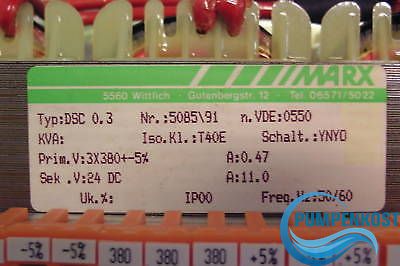 MARX
5560 Wittlich · Gutenbergstr. 12 · Tel. 06571/5022
Typ:DSC 0.3 Nr.:5085\91 n.VDE:0550
KVA: Iso.Kl.:T40E Schalt.:YNYO
Prim.V:3X380+-5% A:0.47
Sek .V:24 DC A:11.0
Uk.%: IP00 Freq.Hz:50/60
PUMPENKOST
-5% -5% 380 380 380 +5% +5%